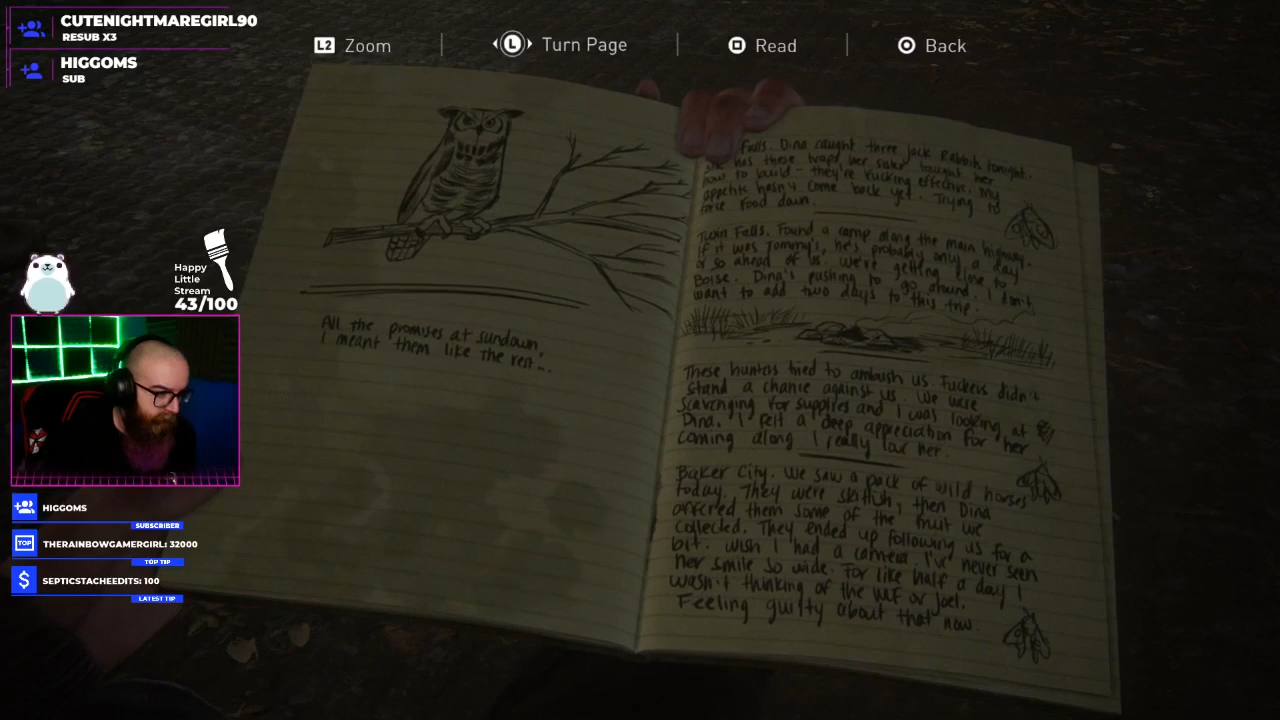 CUTENIGHTMAREGIRL90
RESUB X3
HIGGOMS
SUB
L2 Zoom
L Turn Page
Read
Back
Happy
Little
Stream
43/100
HIGGOMS
SUBSCRIBER
TOP
THERAINBOWGAMERGIRL: 32000
TOP TIP
$
SEPTICSTACHEEDITS: 100
LATEST TIP
All the promises at sundown,
I meant them like the rest...
Falls. Dina caught three Jack Rabbits tonight.
She has these traps her sister taught her
how to build - they're fucking effective. My
appetite hasn't come back yet. Trying to
force food down.
Twin Falls. Found a camp along the main highway.
If it was Tommy's, he's probably only a day
or so ahead of us. We're getting close to
Boise. Dina's pushing to go around. I don't
want to add two days to this trip.
These hunters tried to ambush us. Fuckers didn't
stand a chance against us. We were
scavenging for supplies and I was looking at
Dina. I felt a deep appreciation for her
coming along. I really love her.
Baker City. We saw a pack of wild horses
today. They were skittish, then Dina
offered them some of the fruit we
collected. They ended up following us for a
bit. Wish I had a camera. I've never seen
her smile so wide. For like half a day I
wasn't thinking of the WLF or Joel.
Feeling guilty about that now.